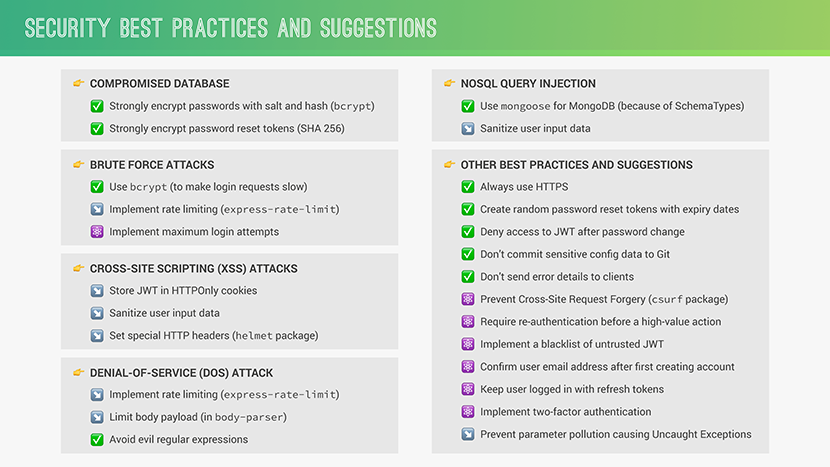 SECURITY BEST PRACTICES AND SUGGESTIONS
👉 COMPROMISED DATABASE
✅ Strongly encrypt passwords with salt and hash (bcrypt)
✅ Strongly encrypt password reset tokens (SHA 256)
👉 BRUTE FORCE ATTACKS
✅ Use bcrypt (to make login requests slow)
↘️ Implement rate limiting (express-rate-limit)
⚛️ Implement maximum login attempts
👉 CROSS-SITE SCRIPTING (XSS) ATTACKS
↘️ Store JWT in HTTPOnly cookies
↘️ Sanitize user input data
↘️ Set special HTTP headers (helmet package)
👉 DENIAL-OF-SERVICE (DOS) ATTACK
↘️ Implement rate limiting (express-rate-limit)
↘️ Limit body payload (in body-parser)
✅ Avoid evil regular expressions
👉 NOSQL QUERY INJECTION
✅ Use mongoose for MongoDB (because of SchemaTypes)
↘️ Sanitize user input data
👉 OTHER BEST PRACTICES AND SUGGESTIONS
✅ Always use HTTPS
✅ Create random password reset tokens with expiry dates
✅ Deny access to JWT after password change
✅ Don't commit sensitive config data to Git
✅ Don't send error details to clients
⚛️ Prevent Cross-Site Request Forgery (csurf package)
⚛️ Require re-authentication before a high-value action
⚛️ Implement a blacklist of untrusted JWT
⚛️ Confirm user email address after first creating account
⚛️ Keep user logged in with refresh tokens
⚛️ Implement two-factor authentication
↘️ Prevent parameter pollution causing Uncaught Exceptions